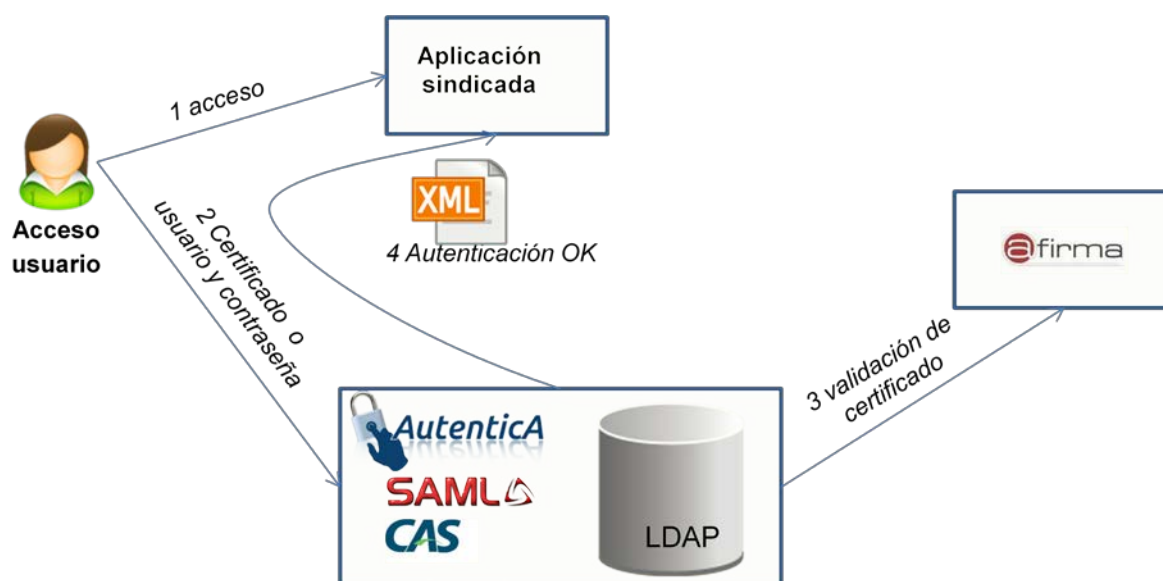 Aplicación
sindicada
1 acceso
Acceso
usuario
2 Certificado o
usuario y contraseña
XML
4 Autenticación OK
@firma
3 validación de
certificado
AutenticA
SAML
CAS
LDAP